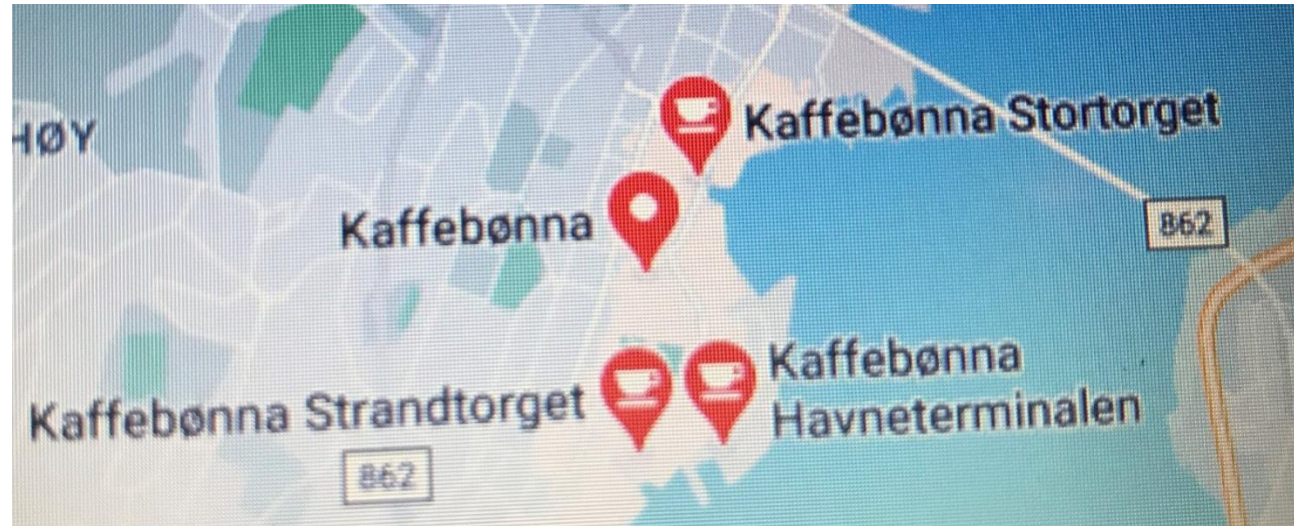 HØY
Kaffebønna Stortorget
Kaffebønna
862
Kaffebønna Strandtorget
Kaffebønna
Havneterminalen
862